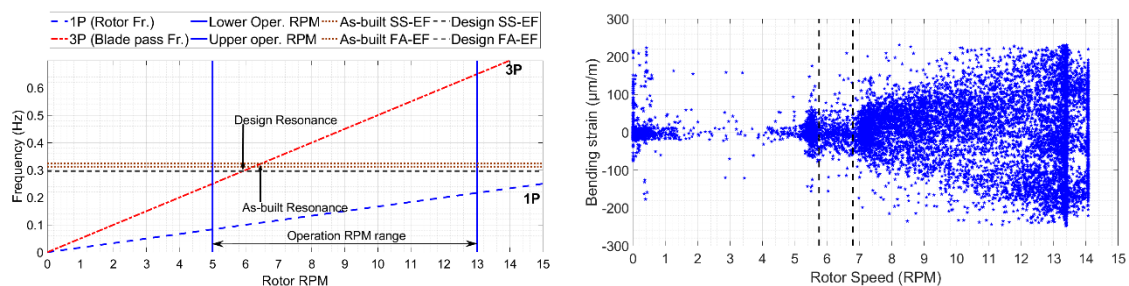 1P (Rotor Fr.) Lower Oper. RPM As-built SS-EF Design SS-EF
3P (Blade pass Fr.) Upper oper. RPM As-built FA-EF Design FA-EF
3P
Design Resonance
As-built Resonance
1P
Operation RPM range
Frequency (Hz)
0.6
0.5
0.4
0.3
0.2
0.1
0
0 1 2 3 4 5 6 7 8 9 10 11 12 13 14 15
Rotor RPM
Bending strain (μm/m)
300
200
100
0
-100
-200
-300
0 1 2 3 4 5 6 7 8 9 10 11 12 13 14 15
Rotor Speed (RPM)